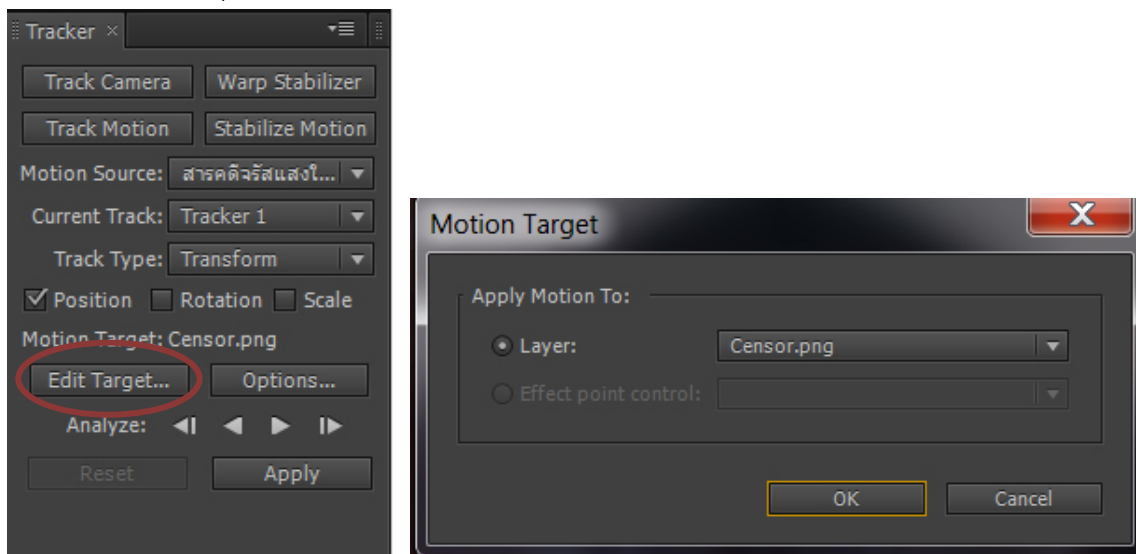 Tracker
Track Camera Warp Stabilizer
Track Motion Stabilize Motion
Motion Source: สารคดีจรัสแสงใ...
Current Track: Tracker 1
Track Type: Transform
Position Rotation Scale
Motion Target: Censor.png
Edit Target... Options...
Analyze:
Reset Apply
Motion Target
Apply Motion To:
Layer: Censor.png
Effect point control:
OK Cancel